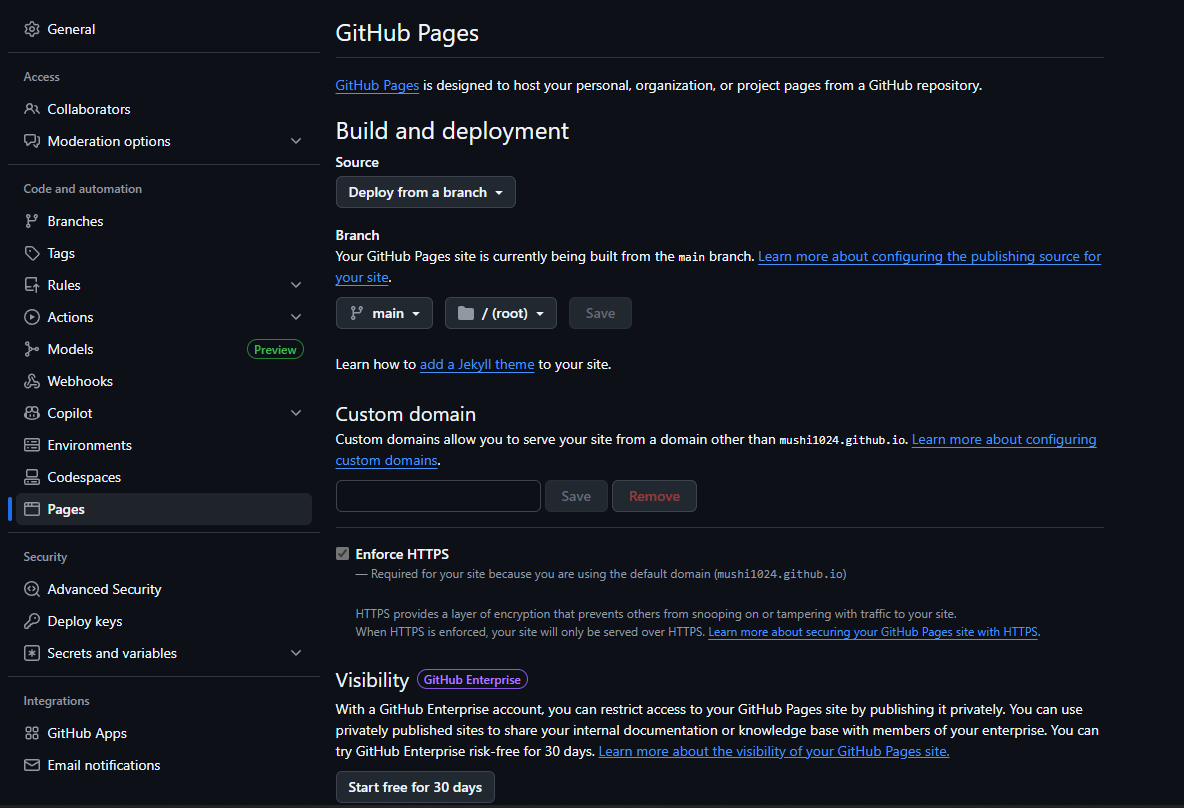 General
Access
Collaborators
Moderation options
Code and automation
Branches
Tags
Rules
Actions
Models
Preview
Webhooks
Copilot
Environments
Codespaces
Pages
Security
Advanced Security
Deploy keys
Secrets and variables
Integrations
GitHub Apps
Email notifications
GitHub Pages
GitHub Pages is designed to host your personal, organization, or project pages from a GitHub repository.
Build and deployment
Source
Deploy from a branch
Branch
Your GitHub Pages site is currently being built from the main branch. Learn more about configuring the publishing source for
your site.
main
/ (root)
Save
Learn how to add a Jekyll theme to your site.
Custom domain
Custom domains allow you to serve your site from a domain other than mushi1024.github.io. Learn more about configuring
custom domains.
Save
Remove
Enforce HTTPS
— Required for your site because you are using the default domain (mushi1024.github.io)
HTTPS provides a layer of encryption that prevents others from snooping on or tampering with traffic to your site.
When HTTPS is enforced, your site will only be served over HTTPS. Learn more about securing your GitHub Pages site with HTTPS.
Visibility
GitHub Enterprise
With a GitHub Enterprise account, you can restrict access to your GitHub Pages site by publishing it privately. You can use
privately published sites to share your internal documentation or knowledge base with members of your enterprise. You can
try GitHub Enterprise risk-free for 30 days. Learn more about the visibility of your GitHub Pages site.
Start free for 30 days